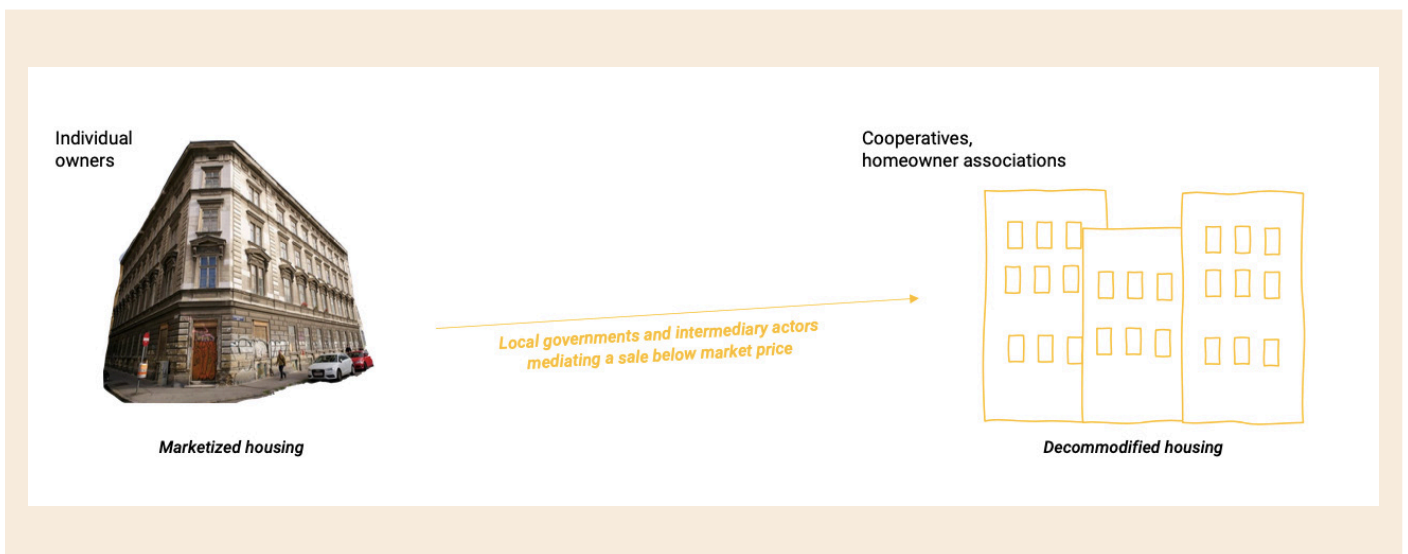 Individual
owners
Cooperatives,
homeowner associations
Local governments and intermediary actors
mediating a sale below market price
Marketized housing
Decommodified housing